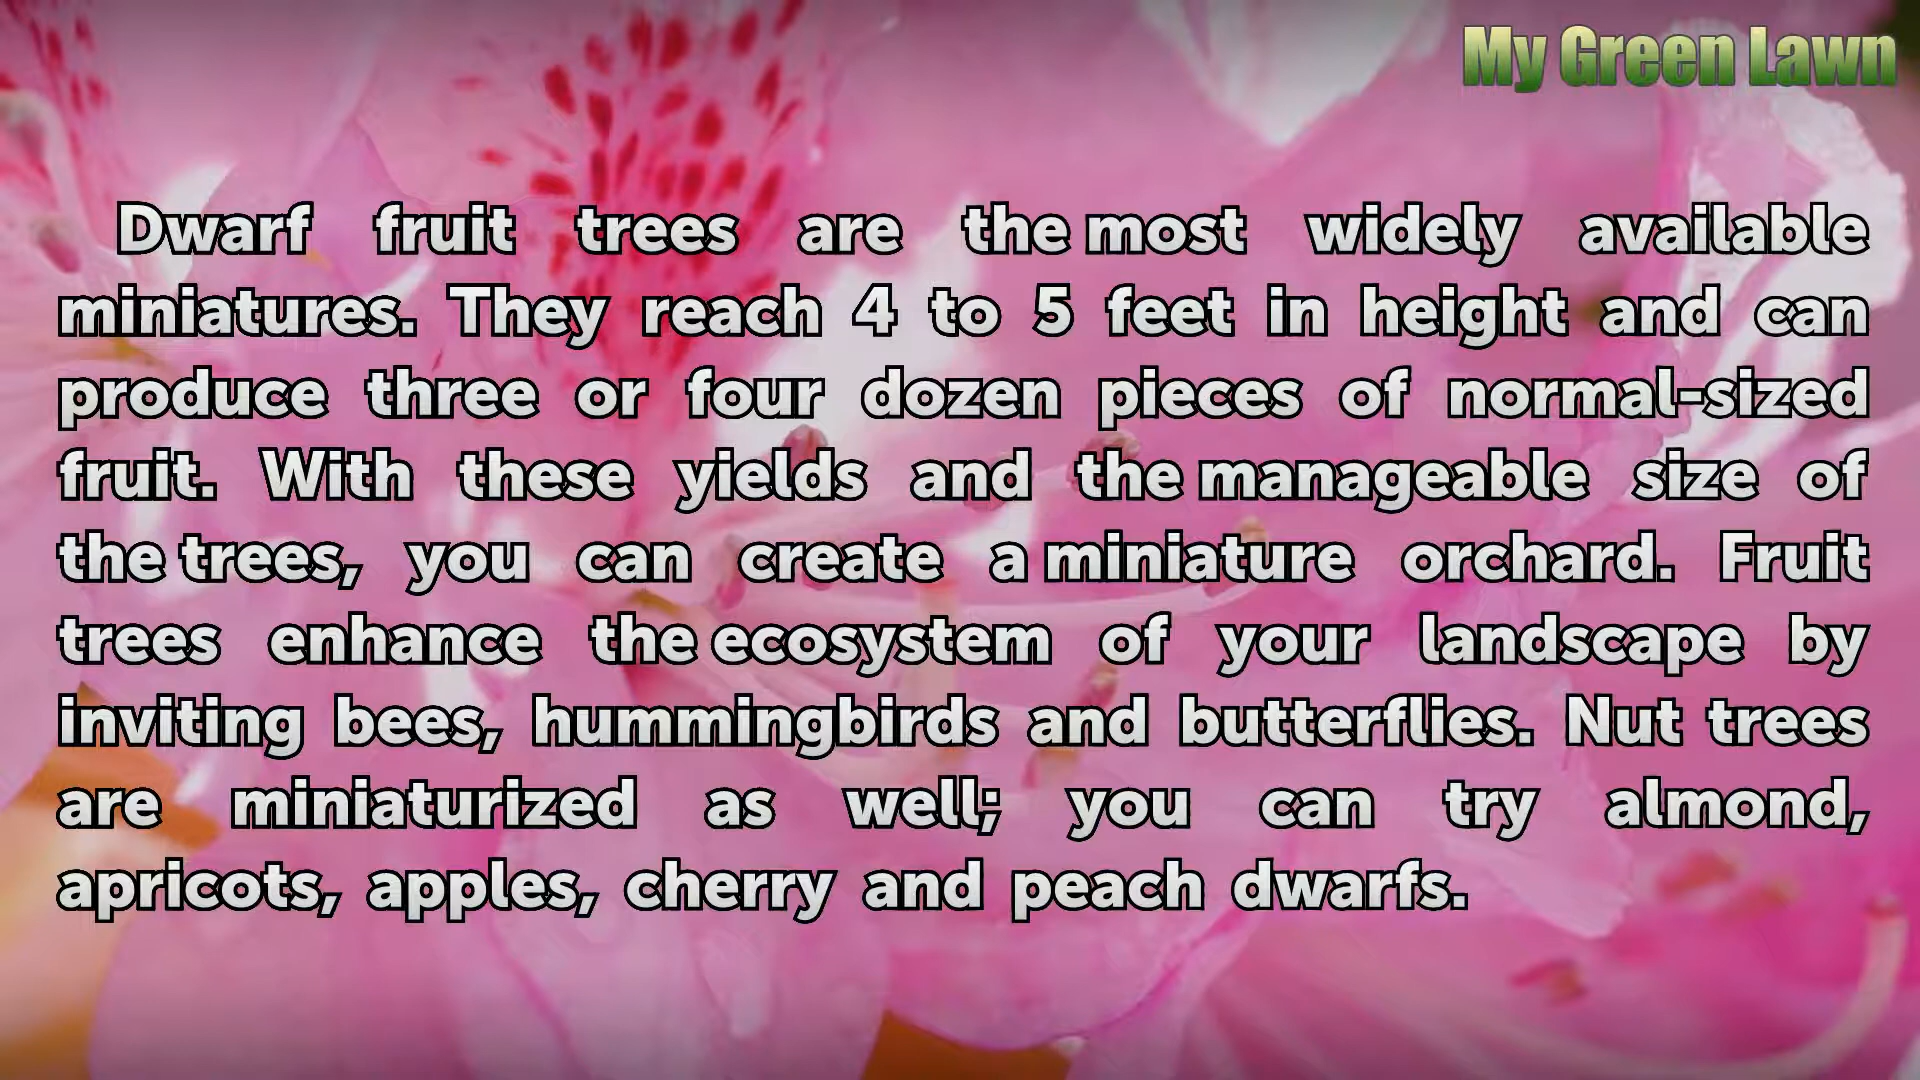 My Green Lawn
Dwarf fruit trees are the most widely available
miniatures. They reach 4 to 5 feet in height and can
produce three or four dozen pieces of normal-sized
fruit. With these yields and the manageable size of
the trees, you can create a miniature orchard. Fruit
trees enhance the ecosystem of your landscape by
inviting bees, hummingbirds and butterflies. Nut trees
are miniaturized as well; you can try almond,
apricots, apples, cherry and peach dwarfs.